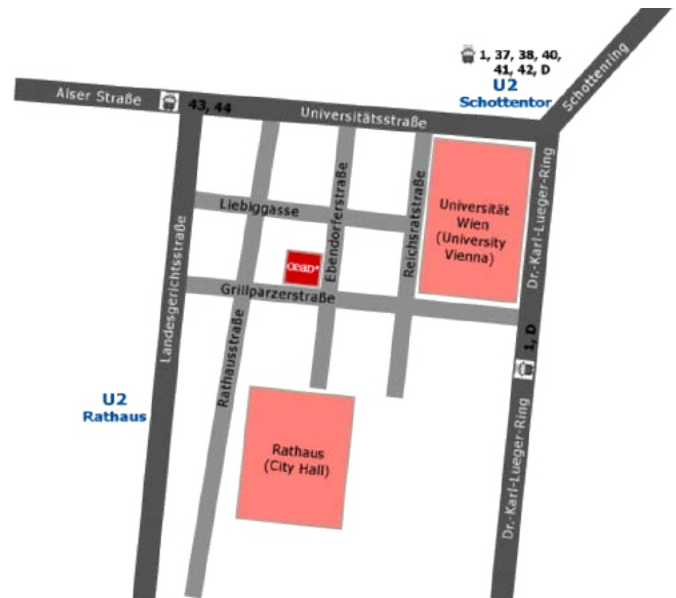 1, 37, 38, 40,
41, 42, D
U2
Schottentor
Schottenring
Alser Straße
43, 44
Universitätsstraße
Liebiggasse
Ebendorferstraße
Reichsratstraße
Universität
Wien
(University
Vienna)
Dr.-Karl-Lueger-Ring
Landesgerichtsstraße
OeAD
Grillparzerstraße
Rathausstraße
1, D
U2
Rathaus
Rathaus
(City Hall)
Dr.-Karl-Lueger-Ring